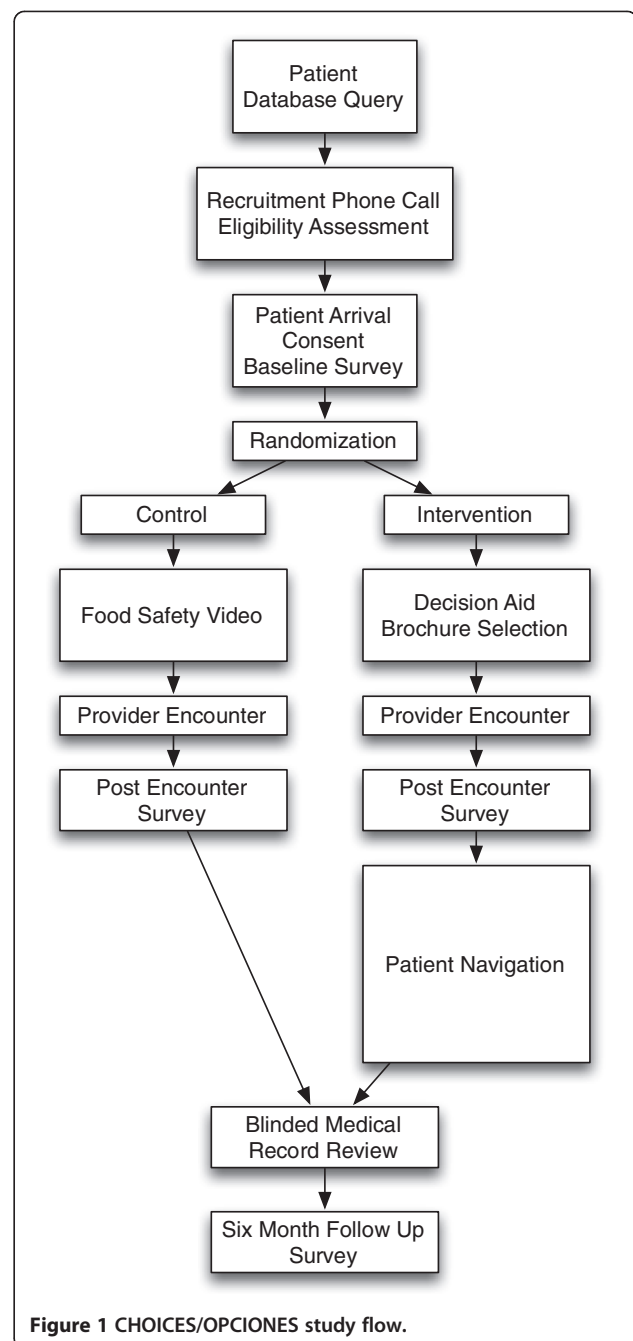 Patient
Database Query
Recruitment Phone Call
Eligibility Assessment
Patient Arrival
Consent
Baseline Survey
Randomization
Control
Intervention
Food Safety Video
Decision Aid
Brochure Selection
Provider Encounter
Provider Encounter
Post Encounter
Survey
Post Encounter
Survey
Patient Navigation
Blinded Medical
Record Review
Six Month Follow Up
Survey
Figure 1 CHOICES/OPCIONES study flow.